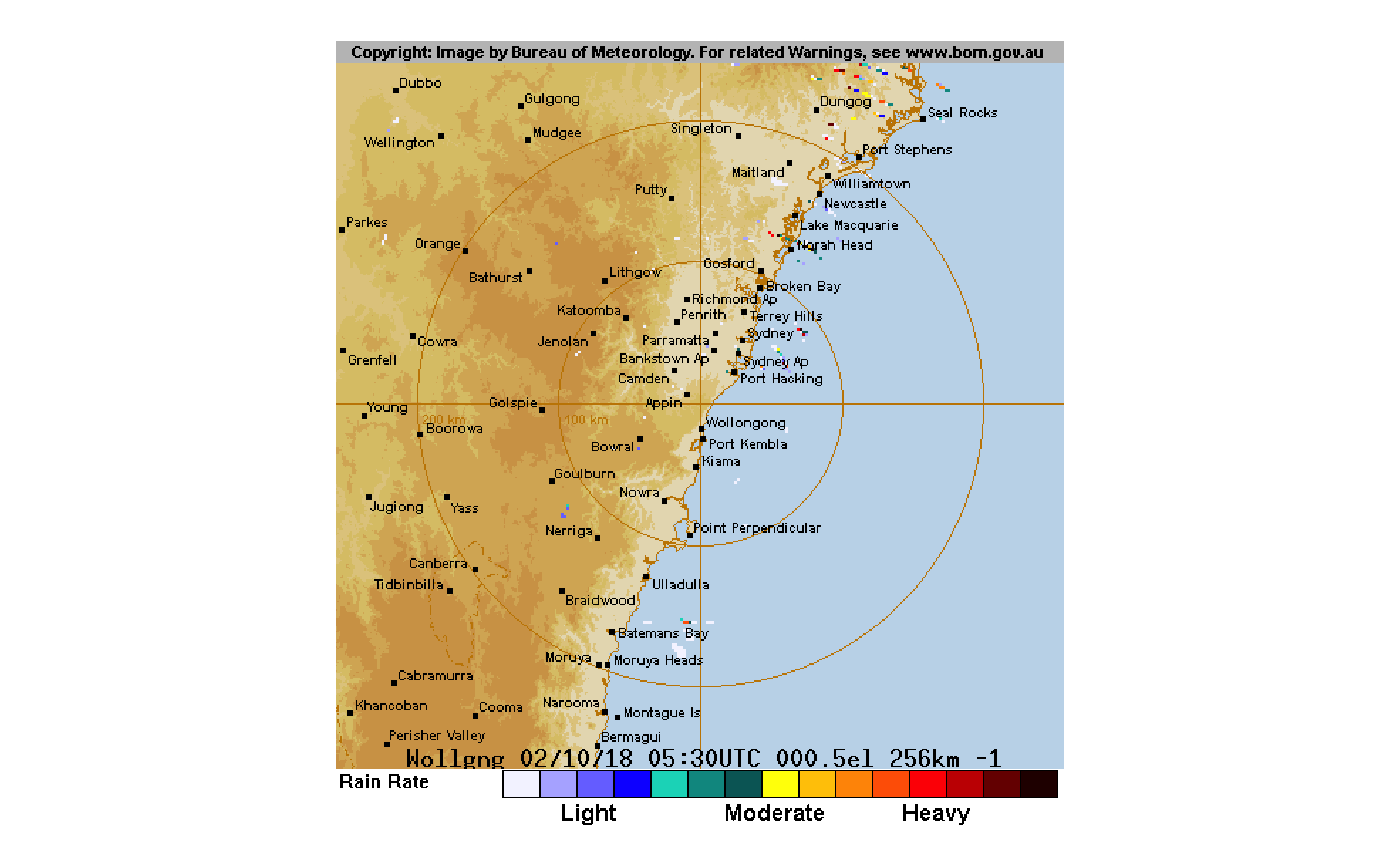 Copyright: Image by Bureau of Meteorology. For related Warnings, see www.bom.gov.au
Dubbo
Gulgong
Dungog
Seal Rocks
Wellington
Mudgee
Singleton
Port Stephens
Maitland
Williamtown
Putty
Newcastle
Parkes
Lake Macquarie
Orange
Norah Head
Bathurst
Lithgow
Gosford
Broken Bay
Richmond Ap
Katoomba
Penrith
Terrey Hills
Cowra
Jenolan
Parramatta
Sydney
Grenfell
Bankstown Ap
Sydney Ap
Camden
Port Hacking
Young
Golspie
Appin
200 km
100 km
Boorowa
Wollongong
Bowral
Port Kembla
Kiama
Goulburn
Nowra
Jugiong
Yass
Nerriga
Point Perpendicular
Canberra
Tidbinbilla
Ulladulla
Braidwood
Batemans Bay
Moruya
Moruya Heads
Cabramurra
Khancoban
Cooma
Narooma
Montague Is
Perisher Valley
Bermagui
Wollgng 02/10/18 05:30UTC 000.5el 256km -1
Rain Rate
Light
Moderate
Heavy